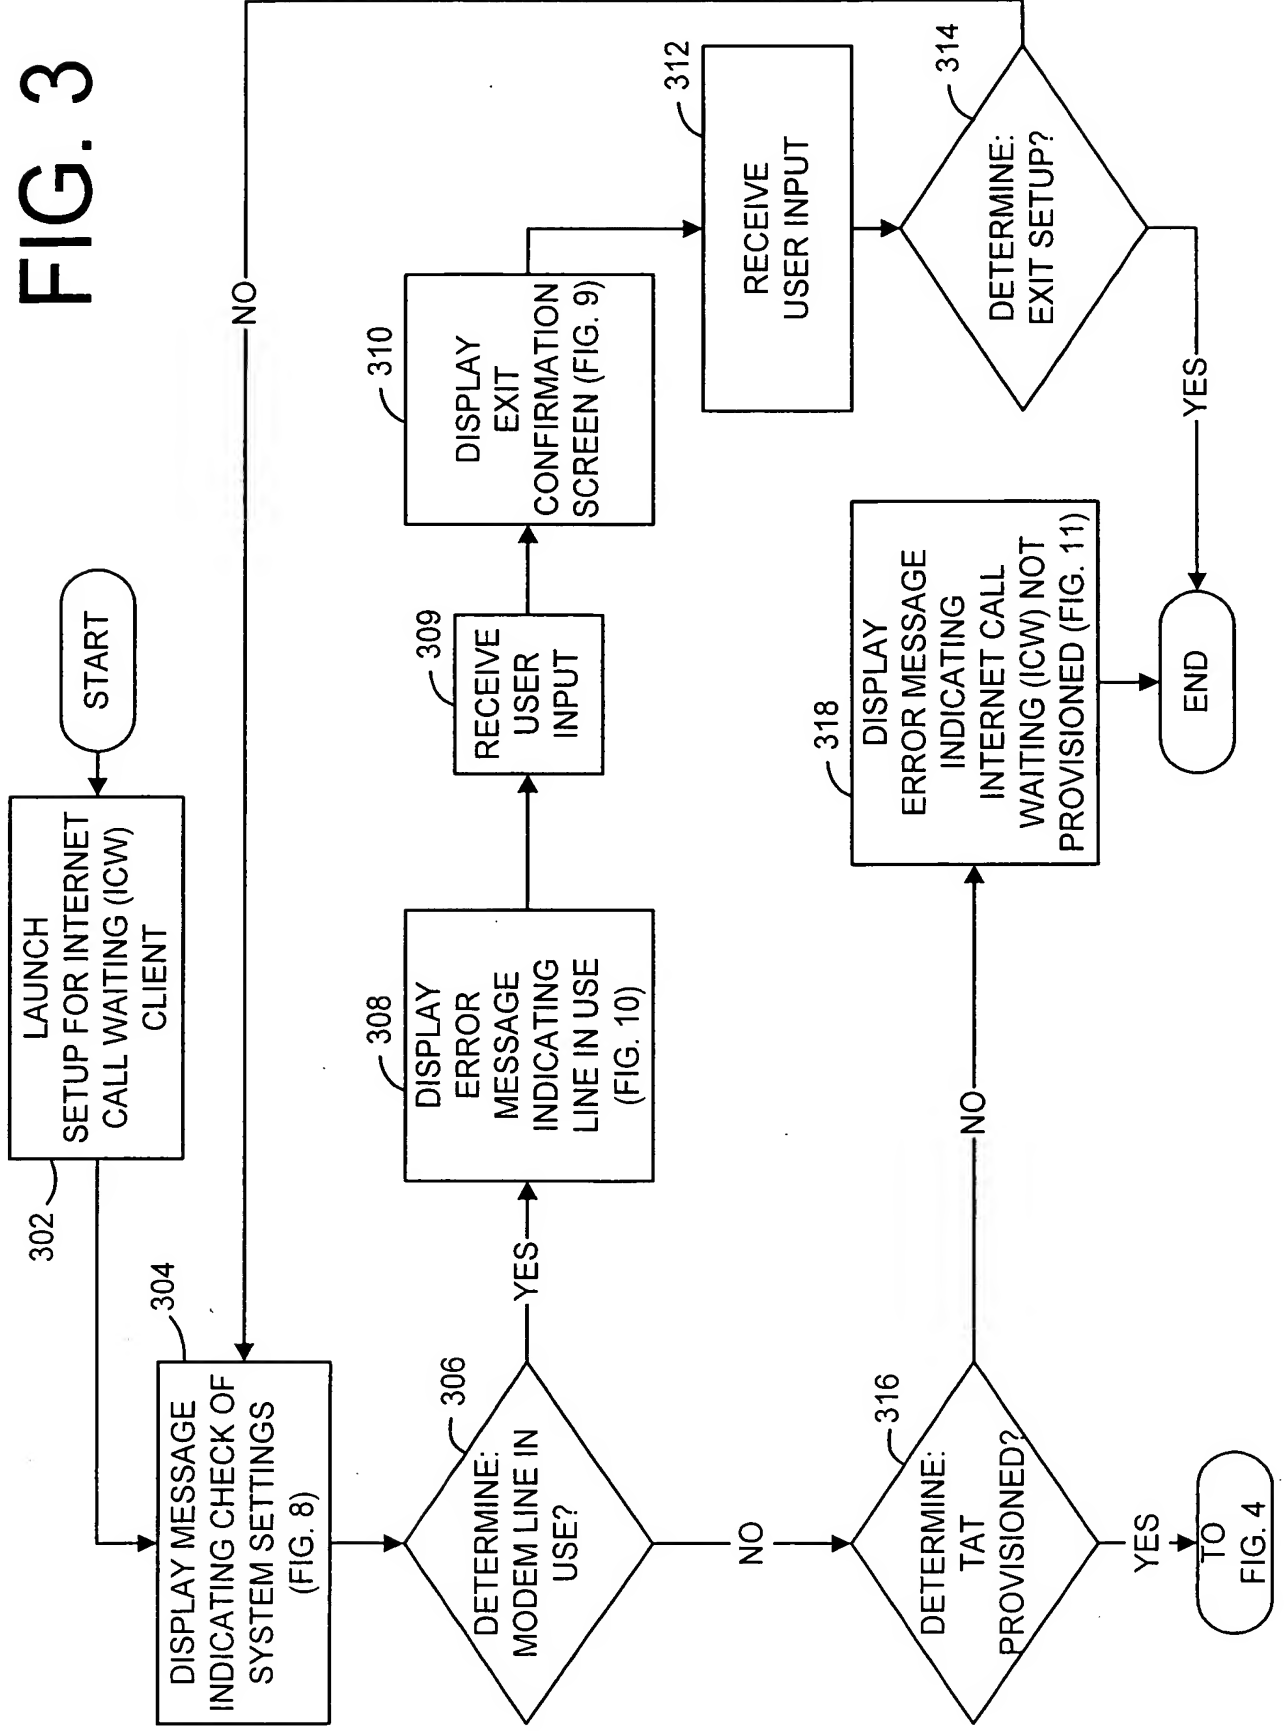 FIG. 3
START
LAUNCH
SETUP FOR INTERNET
CALL WAITING (ICW)
CLIENT
302
304
DISPLAY MESSAGE
INDICATING CHECK OF
SYSTEM SETTINGS
(FIG. 8)
NO
306
DETERMINE:
MODEM LINE IN
USE?
YES
308
DISPLAY
ERROR
MESSAGE
INDICATING
LINE IN USE
(FIG. 10)
309
RECEIVE
USER
INPUT
310
DISPLAY
EXIT
CONFIRMATION
SCREEN (FIG. 9)
312
RECEIVE
USER INPUT
314
DETERMINE:
EXIT SETUP?
YES
NO
316
DETERMINE:
TAT
PROVISIONED?
NO
318
DISPLAY
ERROR MESSAGE
INDICATING
INTERNET CALL
WAITING (ICW) NOT
PROVISIONED (FIG. 11)
END
YES
TO
FIG. 4